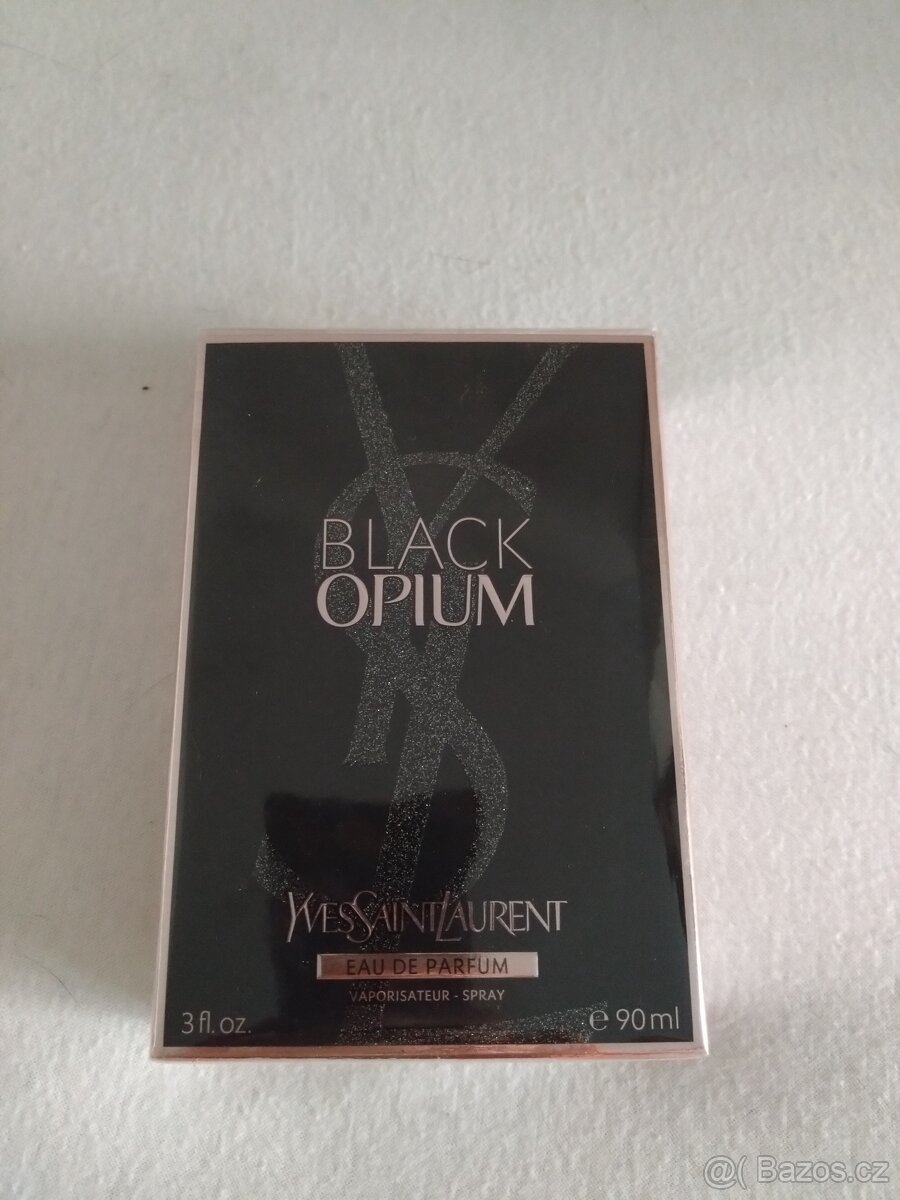 BLACK
OPIUM
YVESSAINTLAURENT
EAU DE PARFUM
VAPORISATEUR - SPRAY
3 fl. oz.
e 90 ml
@( Bazos.cz